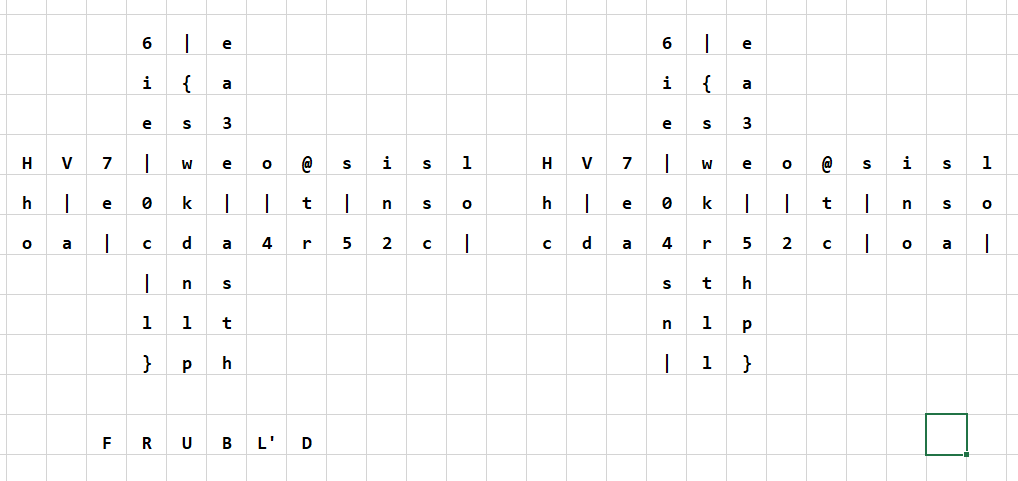 6 | e 6 | e
i { a i { a
e s 3 e s 3
H V 7 | w e o @ s i s l H V 7 | w e o @ s i s l
h | e 0 k | | t | n s o h | e 0 k | | t | n s o
o a | c d a 4 r 5 2 c | c d a 4 r 5 2 c | o a |
| n s s t h
l l t n l p
} p h | l }
F R U B L' D